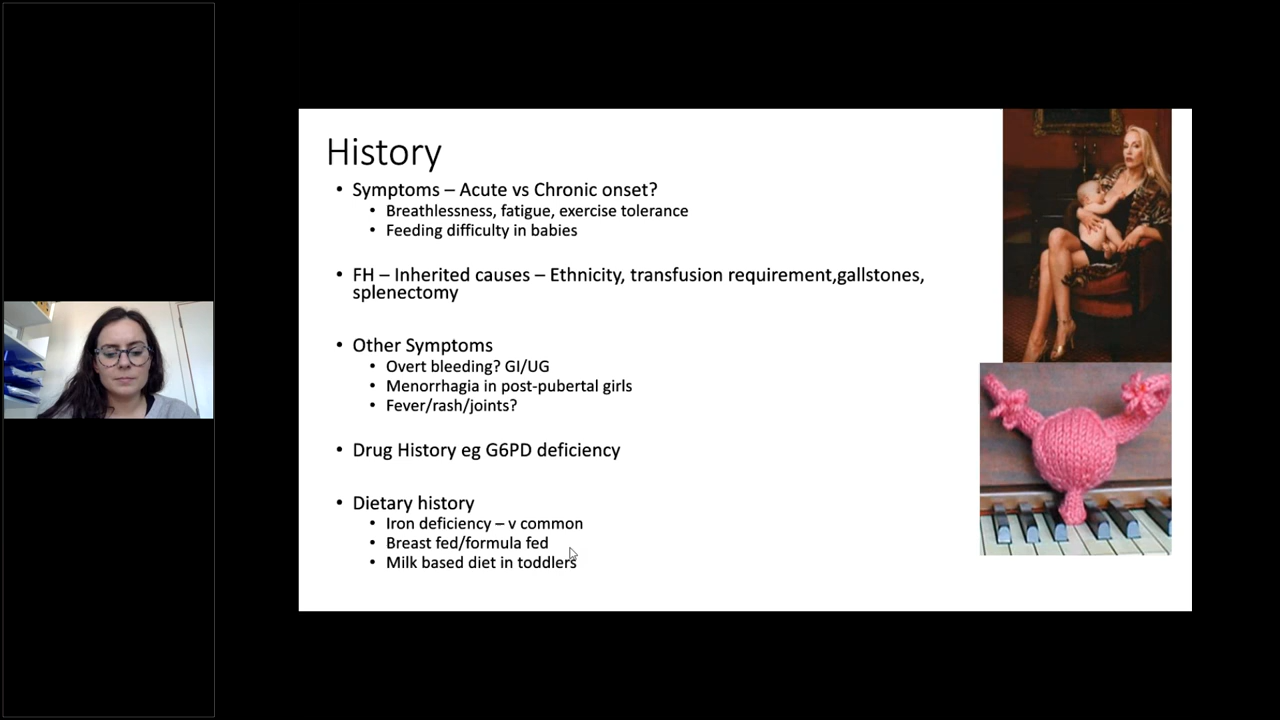 History
• Symptoms – Acute vs Chronic onset?
• Breathlessness, fatigue, exercise tolerance
• Feeding difficulty in babies
• FH – Inherited causes – Ethnicity, transfusion requirement,gallstones,
splenectomy
• Other Symptoms
• Overt bleeding? GI/UG
• Menorrhagia in post-pubertal girls
• Fever/rash/joints?
• Drug History eg G6PD deficiency
• Dietary history
• Iron deficiency – v common
• Breast fed/formula fed
• Milk based diet in toddlers